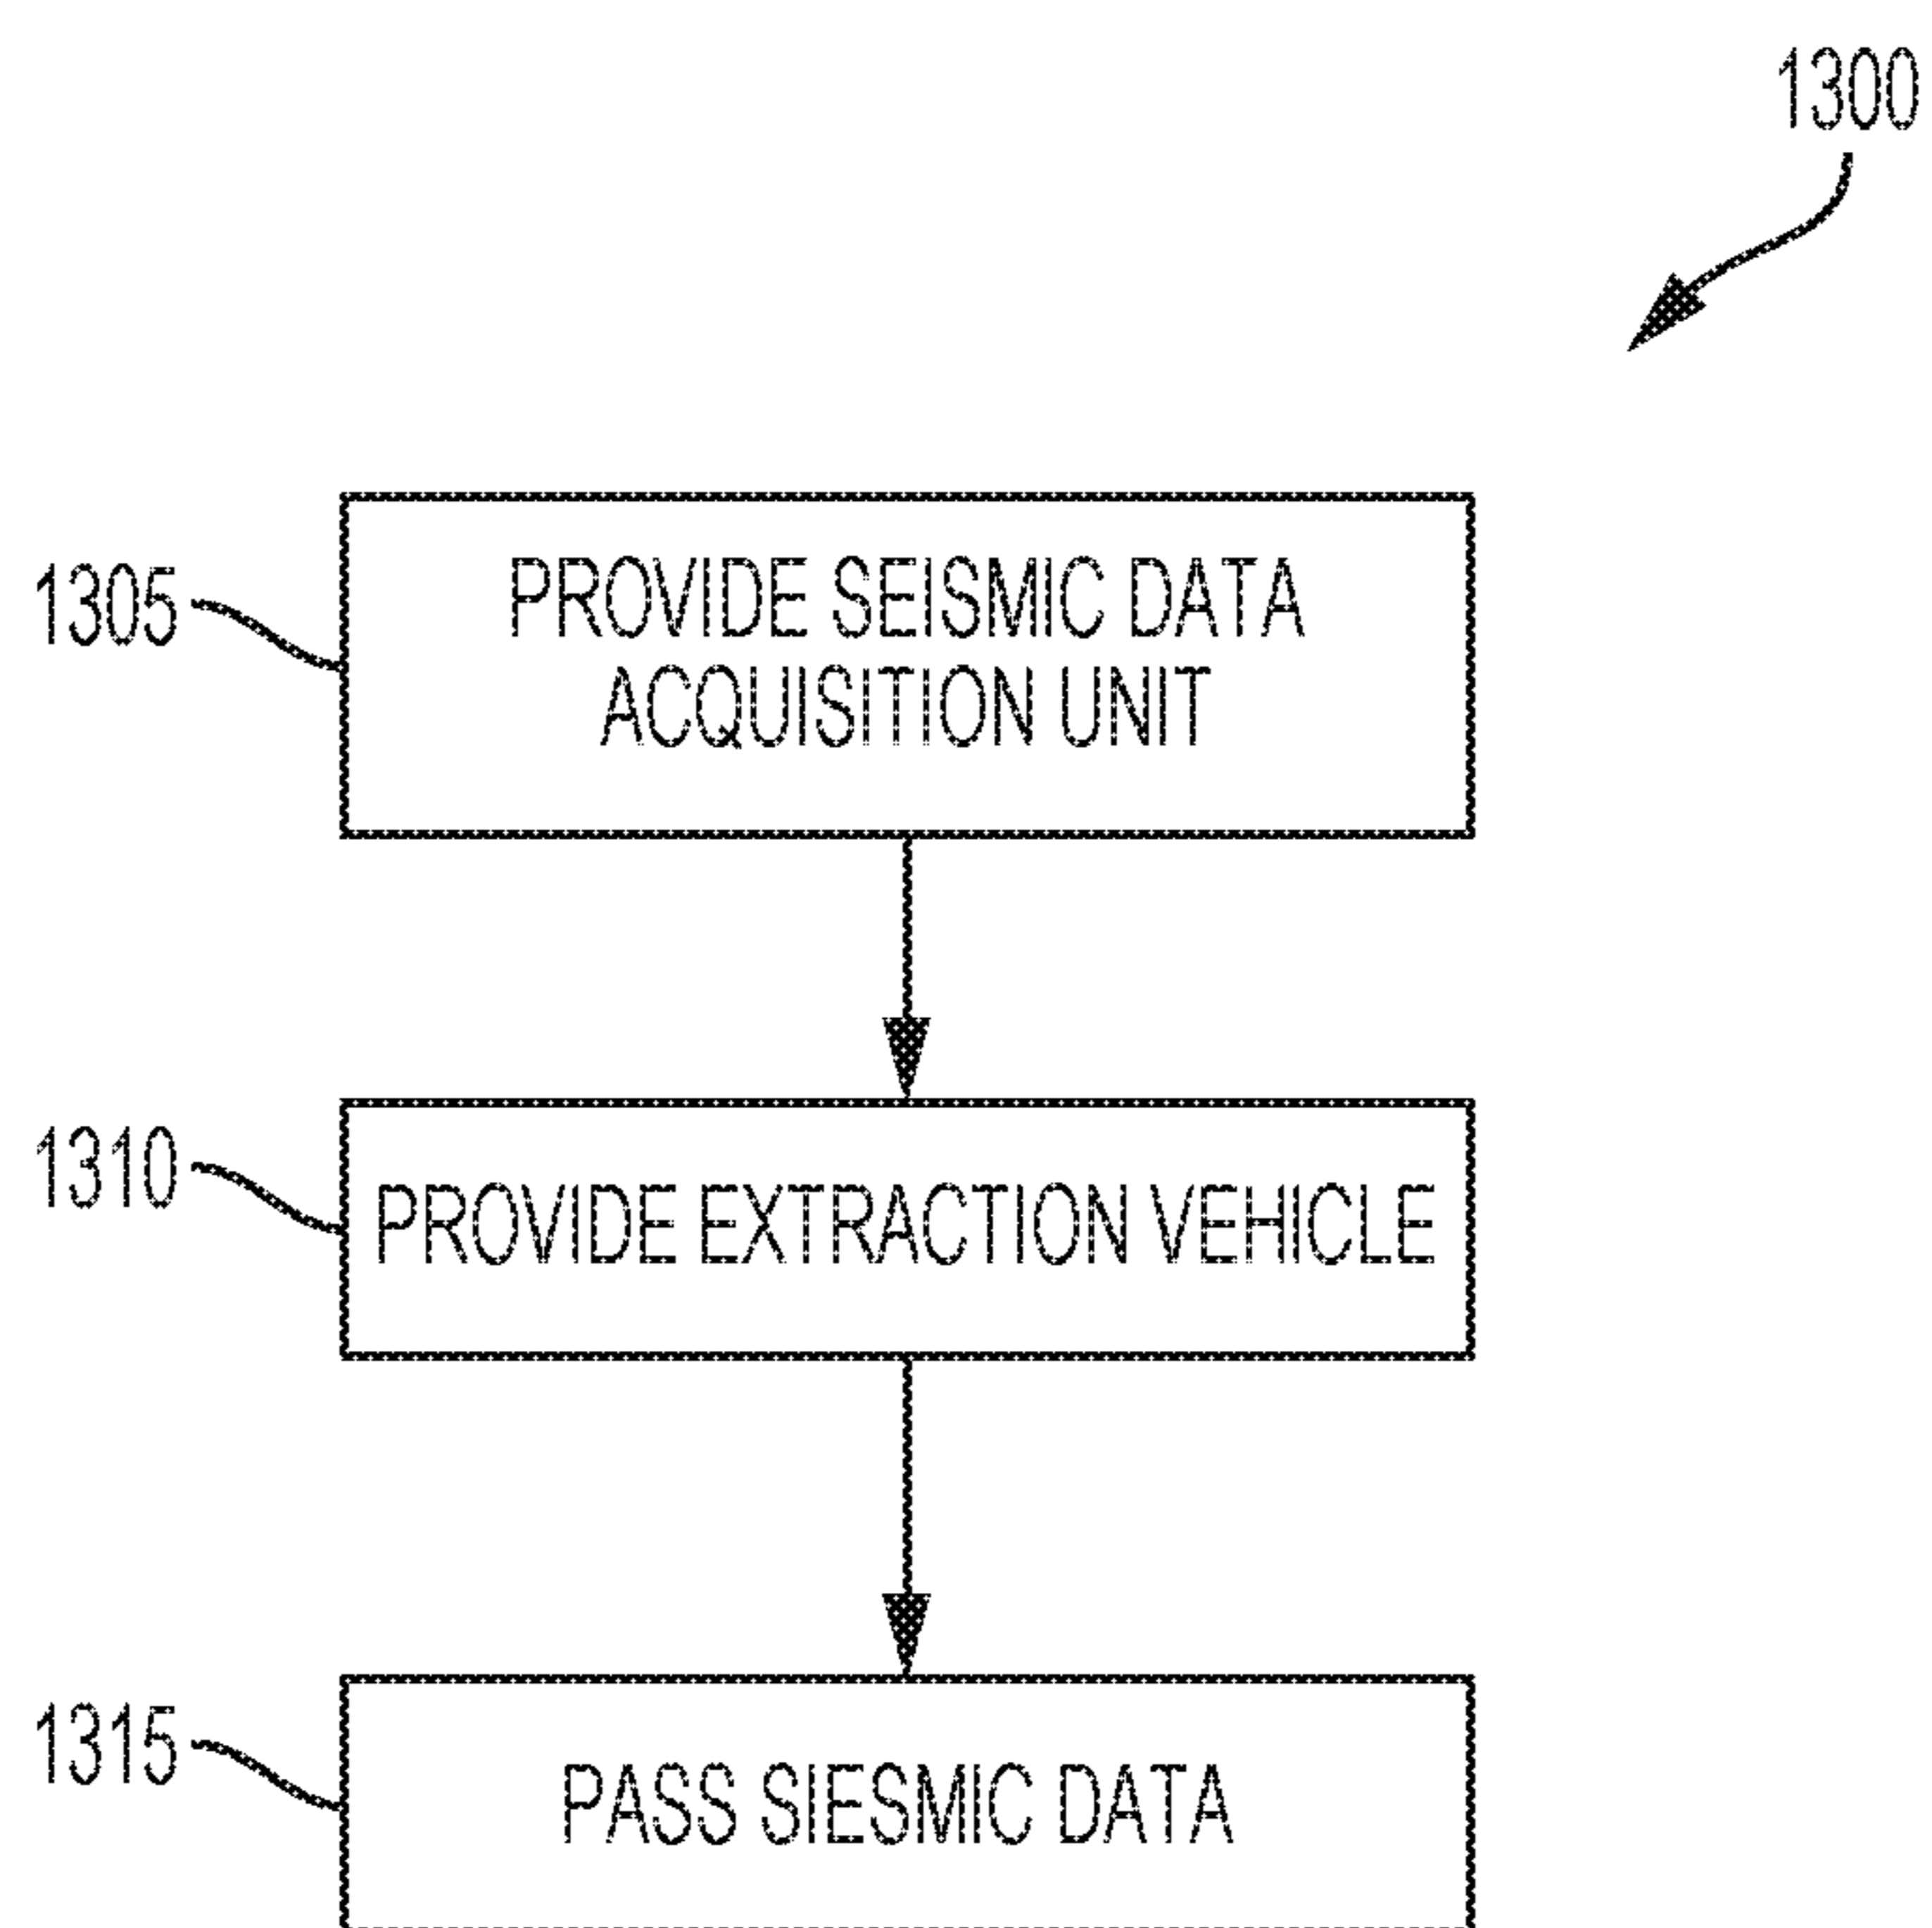 1300
1305
PROVIDE SEISMIC DATA
ACQUISITION UNIT
1310
PROVIDE EXTRACTION VEHICLE
1315
PASS SIESMIC DATA